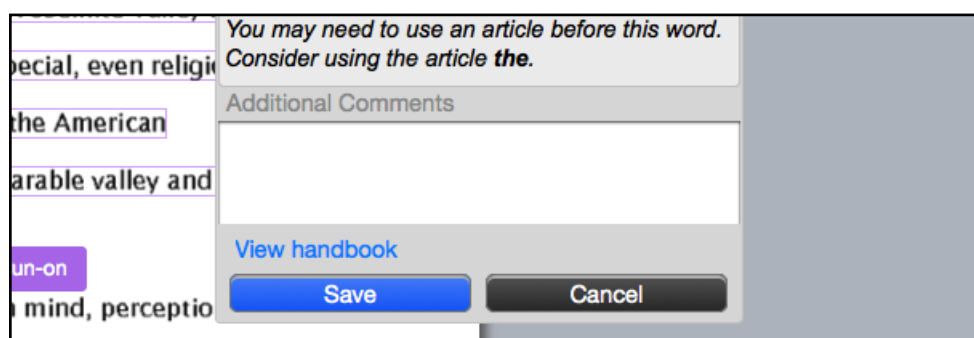 You may need to use an article before this word.
Consider using the article the.
Additional Comments
View handbook
Save
Cancel
the American
arable valley and
un-on
mind, perceptio
pecial, even religi